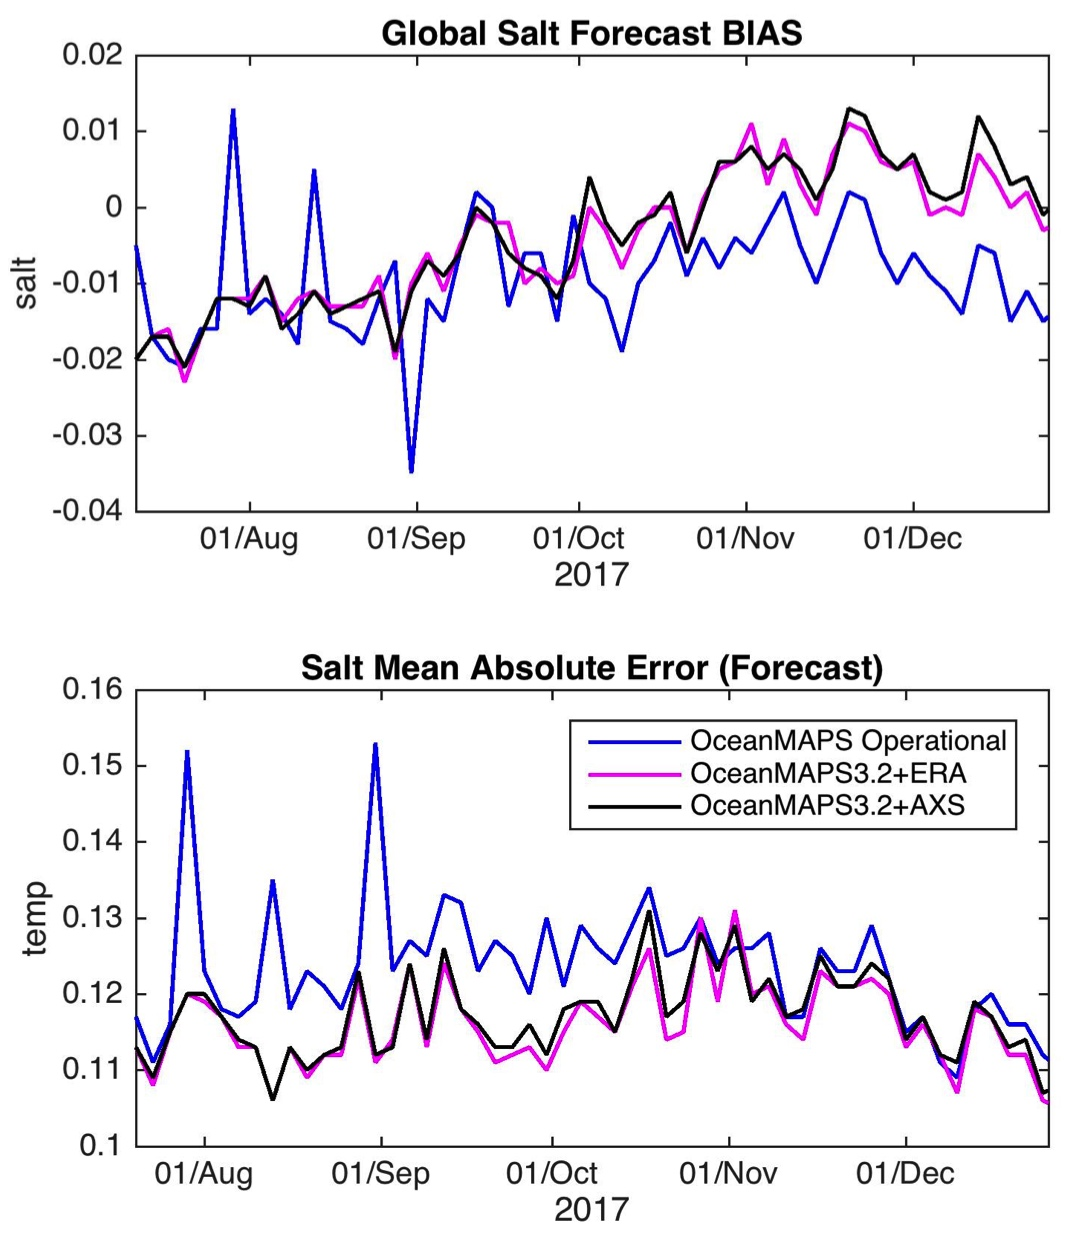 Global Salt Forecast BIAS
0.02
0.01
0
-0.01
-0.02
-0.03
-0.04
salt
01/Aug 01/Sep 01/Oct 01/Nov 01/Dec
2017
Salt Mean Absolute Error (Forecast)
0.16
0.15
0.14
0.13
0.12
0.11
0.1
temp
OceanMAPS Operational
OceanMAPS3.2+ERA
OceanMAPS3.2+AXS
01/Aug 01/Sep 01/Oct 01/Nov 01/Dec
2017